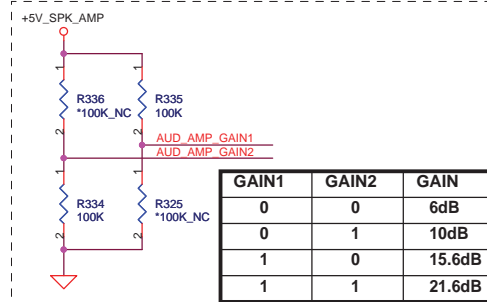 +5V_SPK_AMP
1
1
R336
*100K_NC
R335
100K
2
2
AUD_AMP_GAIN1
AUD_AMP_GAIN2
1
1
R334
100K
R325
*100K_NC
2
2
GAIN1 GAIN2 GAIN
0 0 6dB
0 1 10dB
1 0 15.6dB
1 1 21.6dB